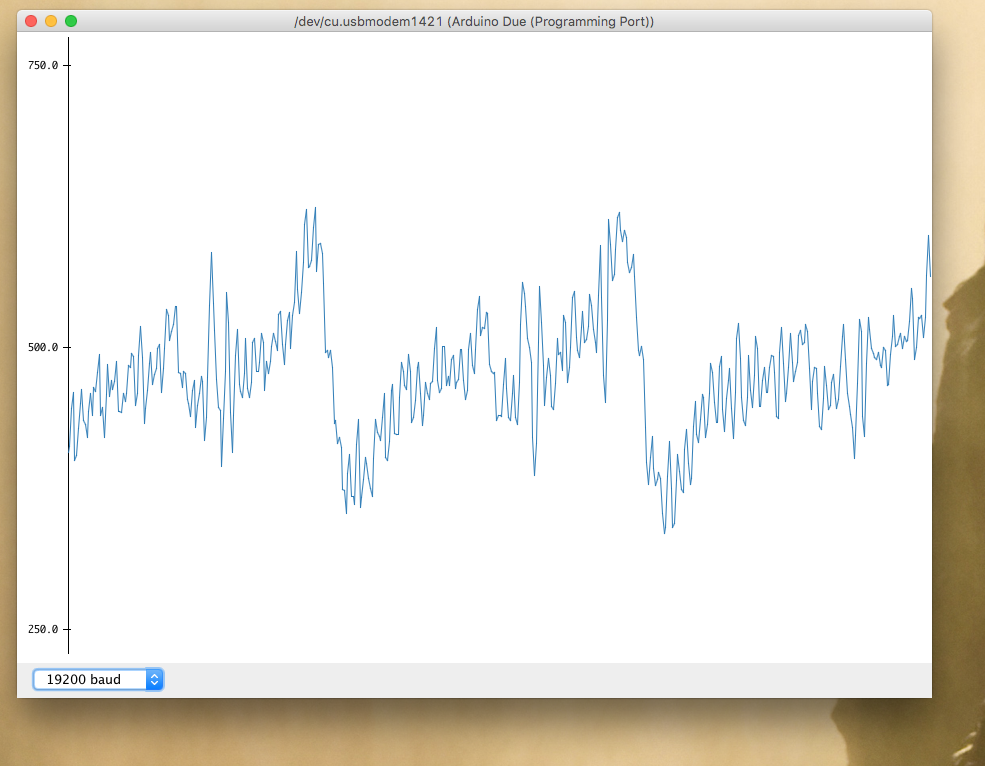 /dev/cu.usbmodem1421 (Arduino Due (Programming Port))
750.0
500.0
250.0
19200 baud